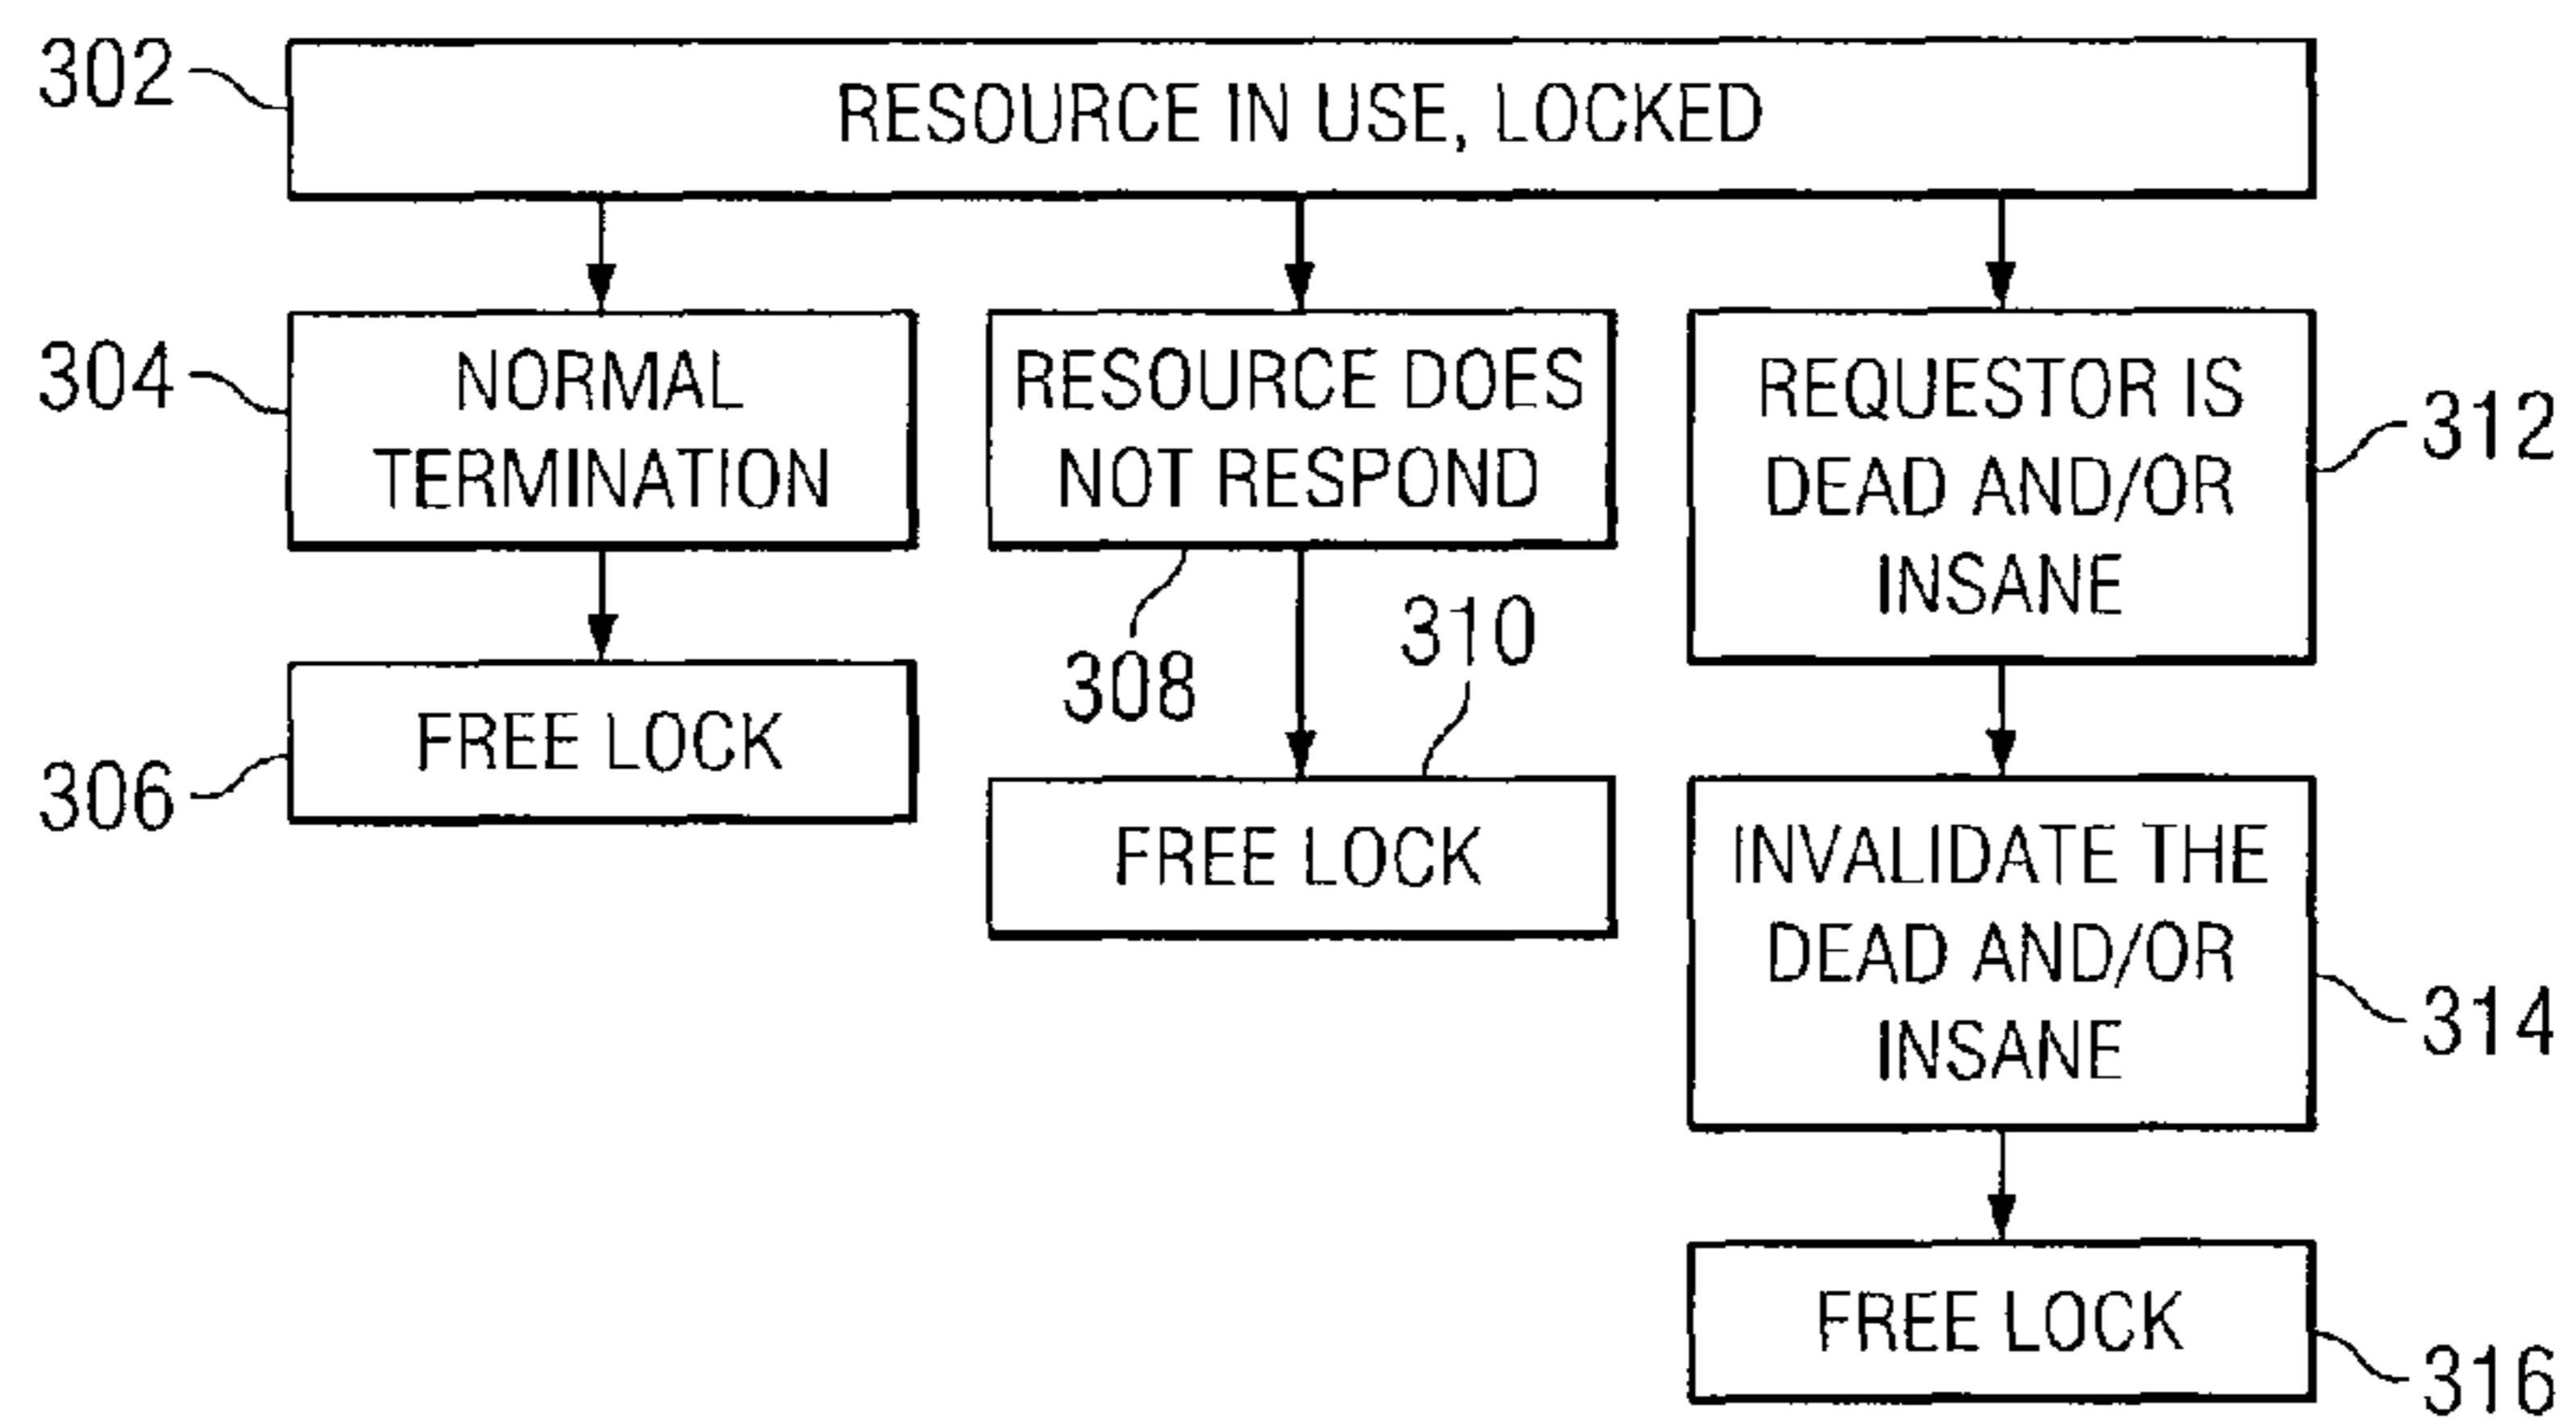 302
RESOURCE IN USE, LOCKED
304
NORMAL
TERMINATION
306
FREE LOCK
RESOURCE DOES
NOT RESPOND
308
310
FREE LOCK
REQUESTOR IS
DEAD AND/OR
INSANE
312
INVALIDATE THE
DEAD AND/OR
INSANE
314
FREE LOCK
316